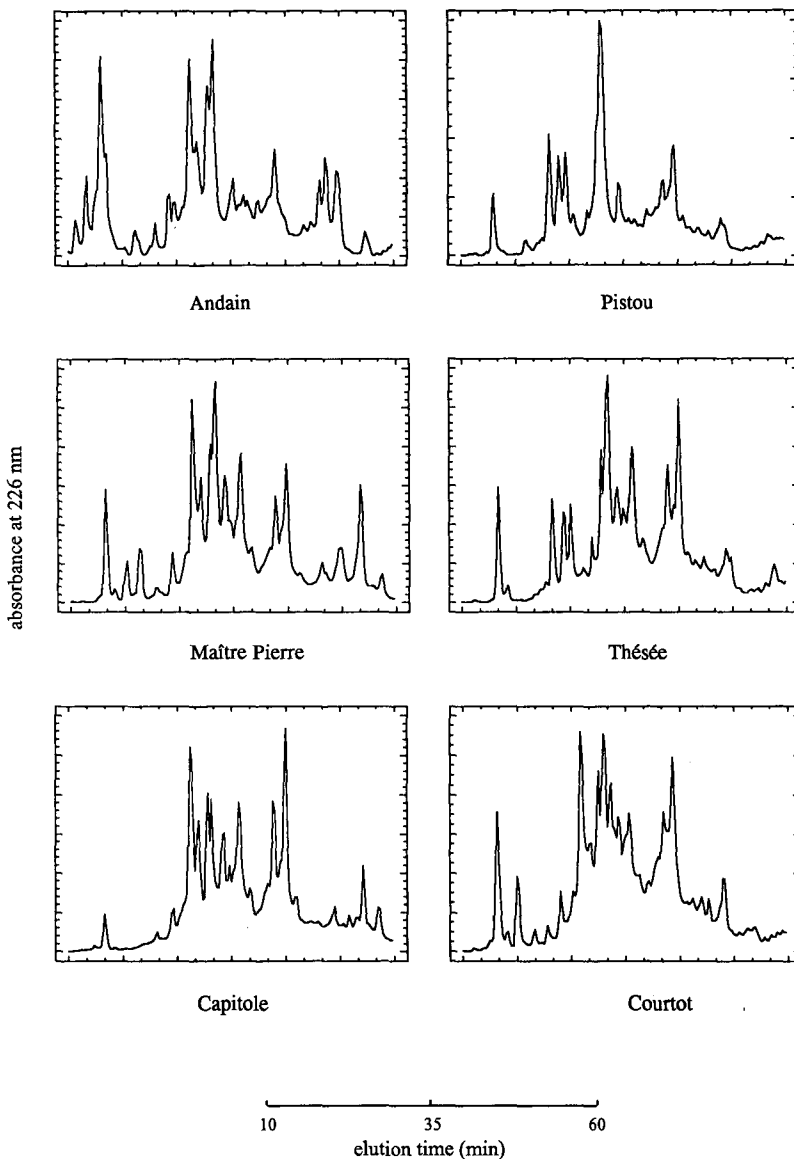 Andain
Pistou
absorbance at 226 nm
Maître Pierre
Thésée
Capitole
Courtot
10 35 60
elution time (min)